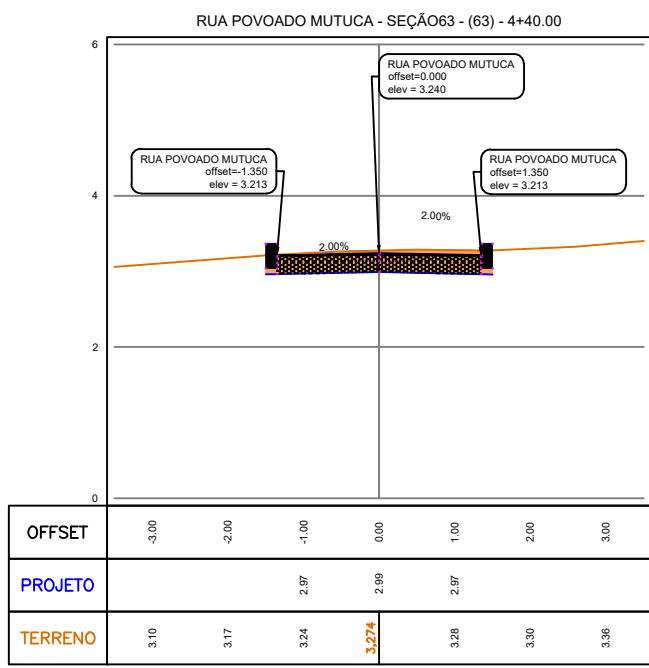 RUA POVOADO MUTUCA - SEÇÃO63 - (63) - 4+40.00
6
RUA POVOADO MUTUCA
offset=0.000
elev = 3.240
RUA POVOADO MUTUCA
offset=-1.350
elev = 3.213
RUA POVOADO MUTUCA
offset=1.350
elev = 3.213
4
2.00%
2.00%
2
0
OFFSET -3.00 -2.00 -1.00 0.00 1.00 2.00 3.00
PROJETO 2.97 2.99 2.97
TERRENO 3.10 3.17 3.24 3,274 3.28 3.30 3.36